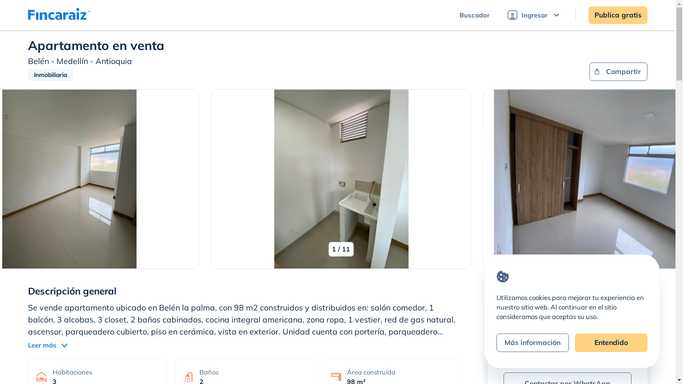 Fincaraiz
Buscador
Ingresar
Publica gratis
Apartamento en venta
Belén - Medellín - Antioquia
Inmobiliaria
Compartir
1 / 11
Descripción general
Se vende apartamento ubicado en Belén la palma, con 98 m2 construidos y distribuidos en: salón comedor, 1
balcón, 3 alcobas, 3 closet, 2 baños cabinados, cocina integral americana, zona ropa, 1 vestier, red de gas natural,
ascensor, parqueadero cubierto, piso en cerámica, vista en exterior. Unidad cuenta con portería, parqueadero...
Leer más
Habitaciones
3
Baños
2
Área construida
98 m²
Utilizamos cookies para mejorar tu experiencia en
nuestro sitio web. Al continuar en el sitio
consideramos que aceptas su uso.
Más información
Entendido
Contactar por WhatsApp